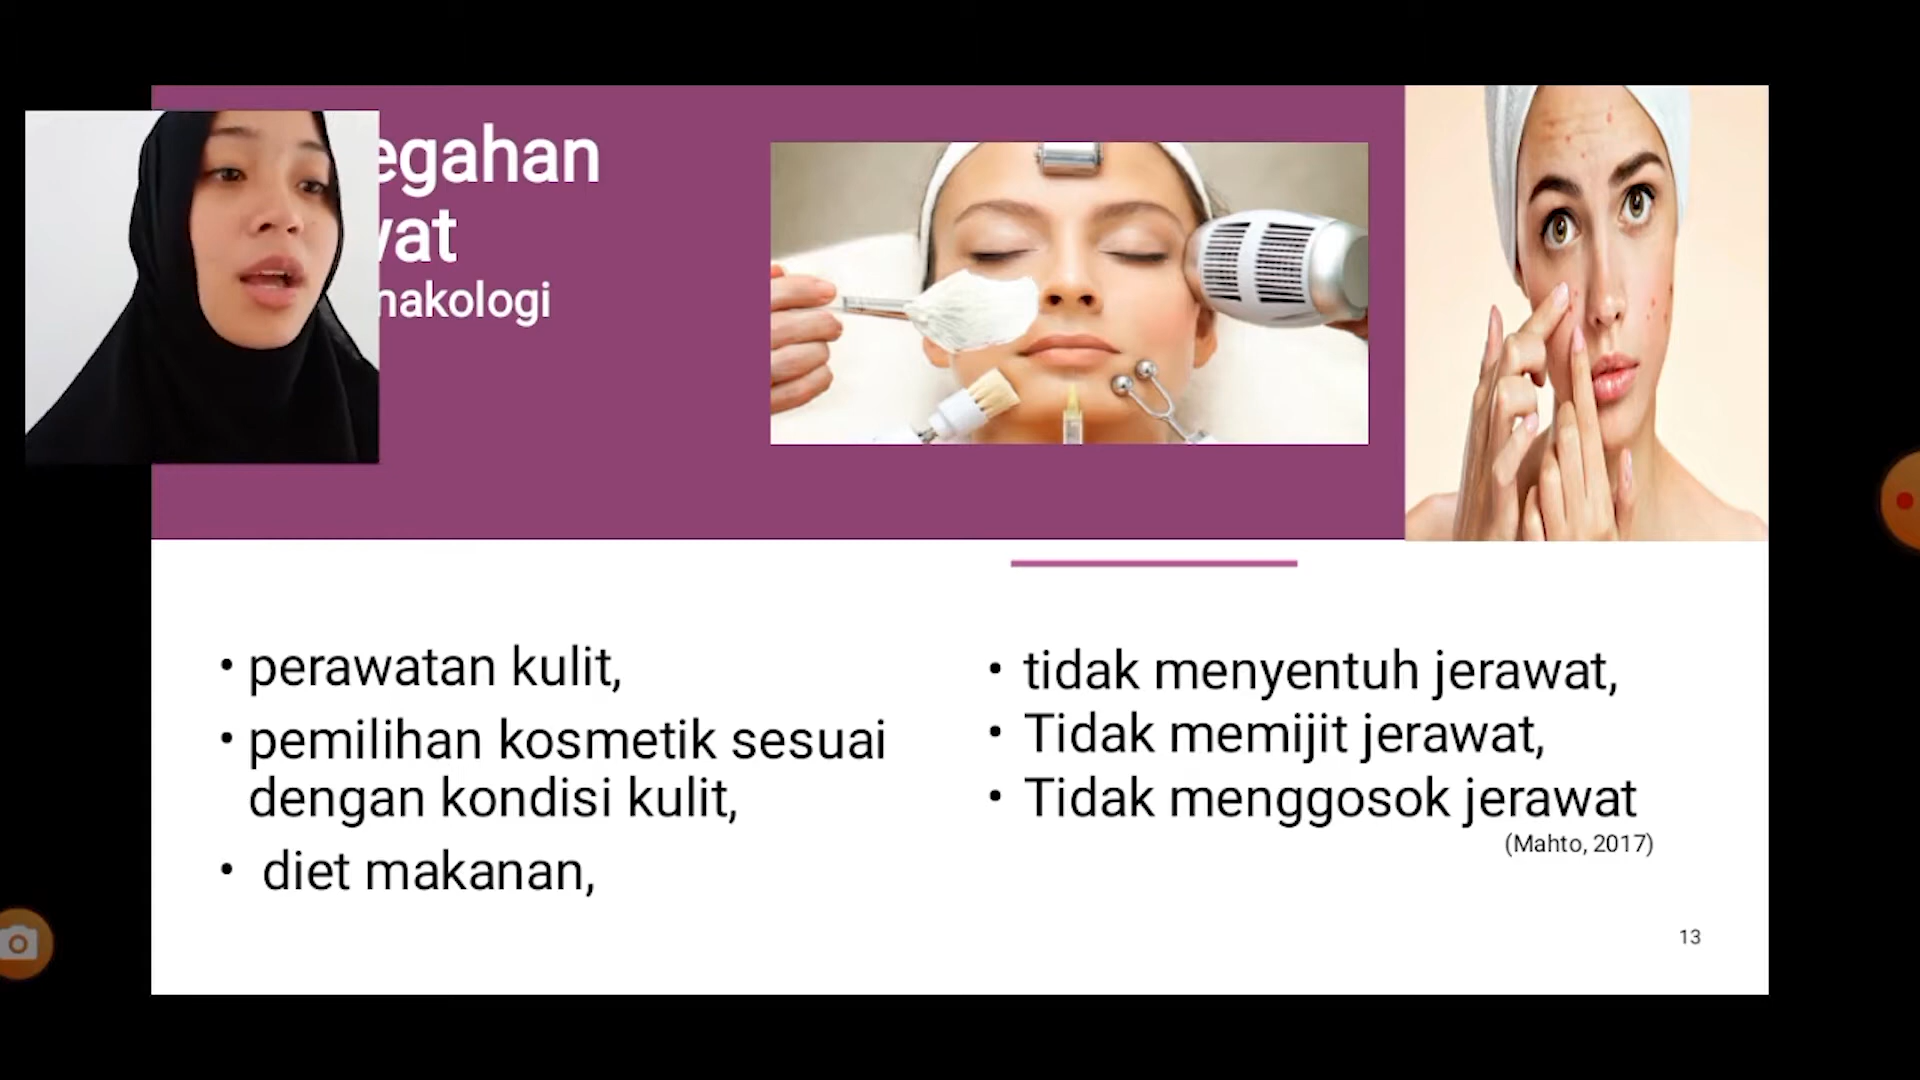 egahan
wat
nakologi
• perawatan kulit,
• pemilihan kosmetik sesuai
dengan kondisi kulit,
• diet makanan,
• tidak menyentuh jerawat,
• Tidak memijit jerawat,
• Tidak menggosok jerawat
(Mahto, 2017)
13